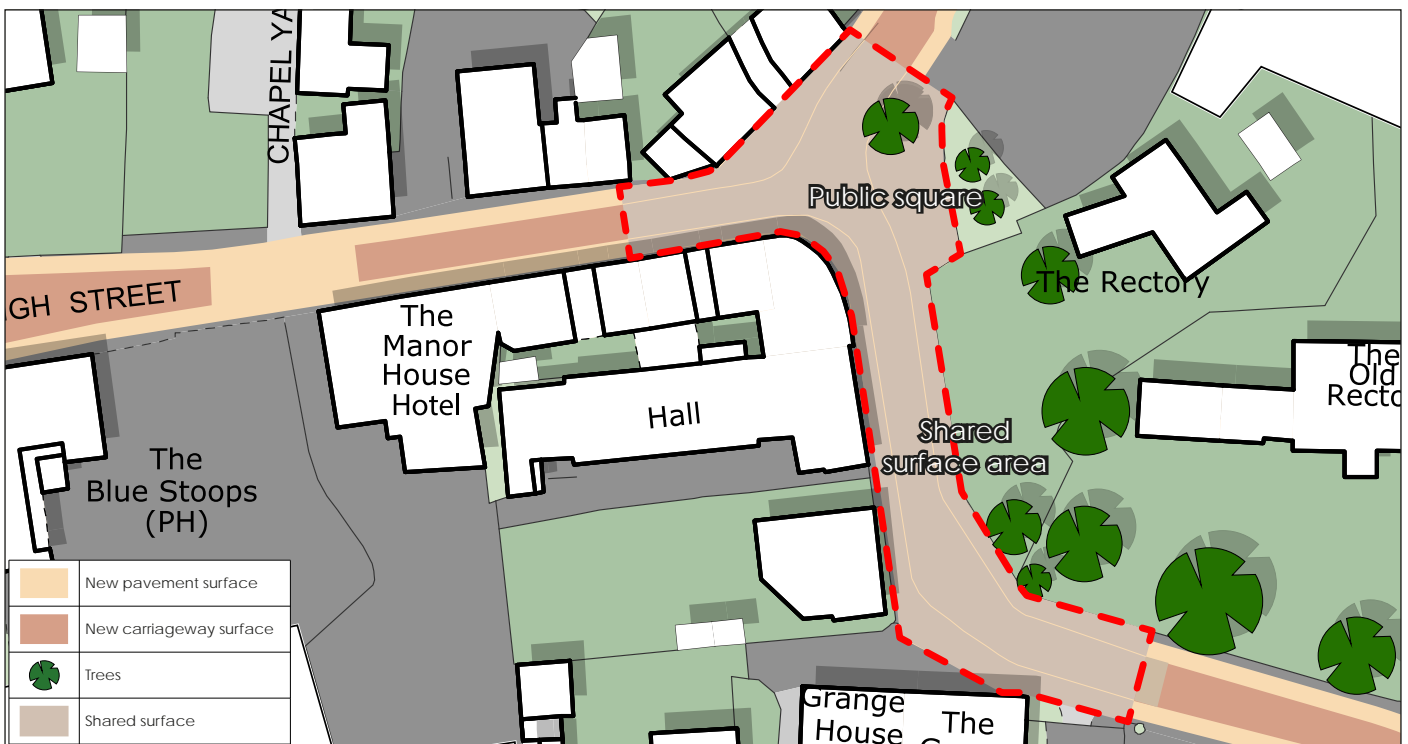 CHAPEL YA
Public square
The Rectory
GH STREET
The
Manor
House
Hotel
Hall
The
Old
Recto
Shared
surface area
The
Blue Stoops
(PH)
New pavement surface
New carriageway surface
Trees
Shared surface
Grange
House
The